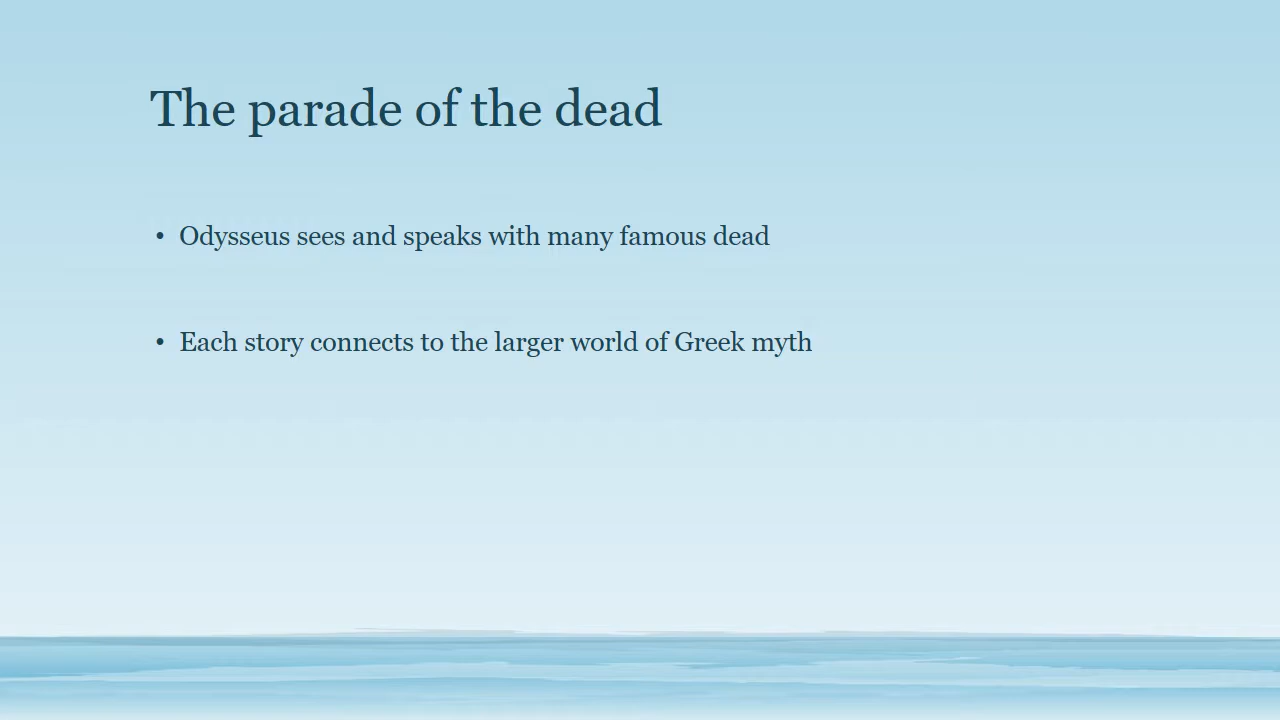 The parade of the dead
• Odysseus sees and speaks with many famous dead
• Each story connects to the larger world of Greek myth